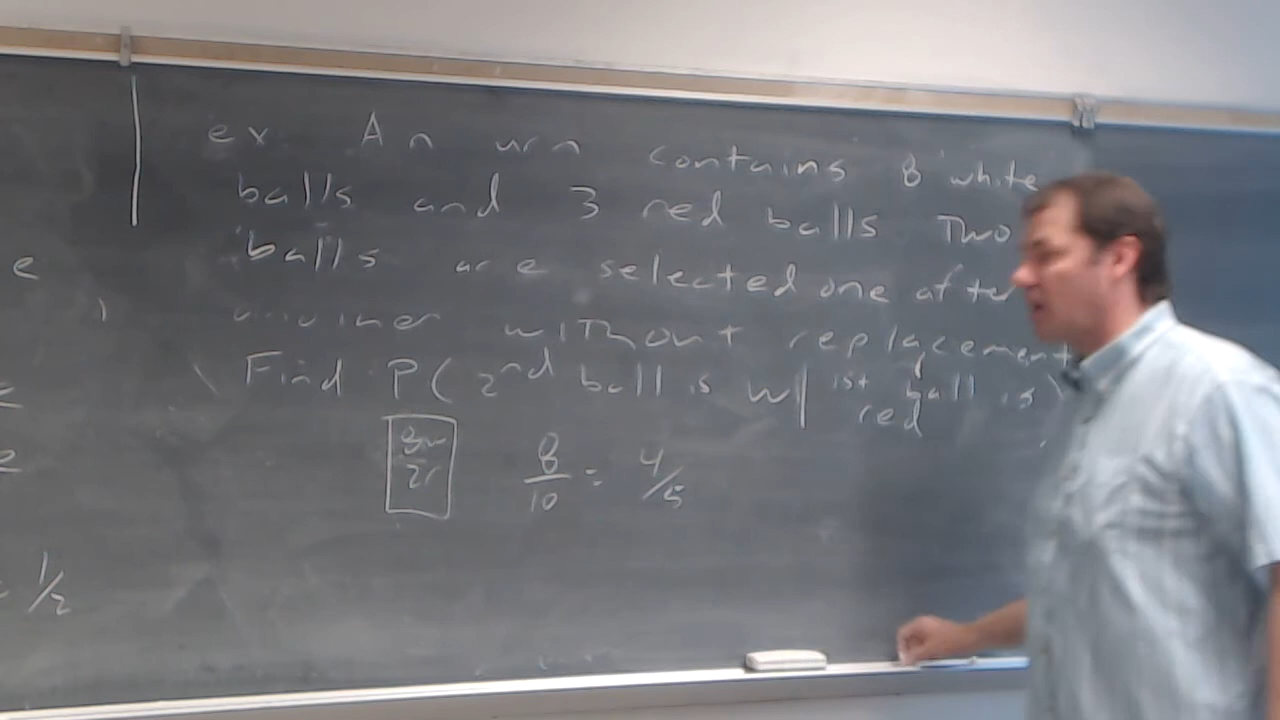 ex. An urn contains 8 white
balls and 3 red balls Two
balls are selected one after
another without replacement
Find P( 2nd ball is w | 1st ball is )
red
8w
2r
8/10 = 4/5
e
e
= 1/2